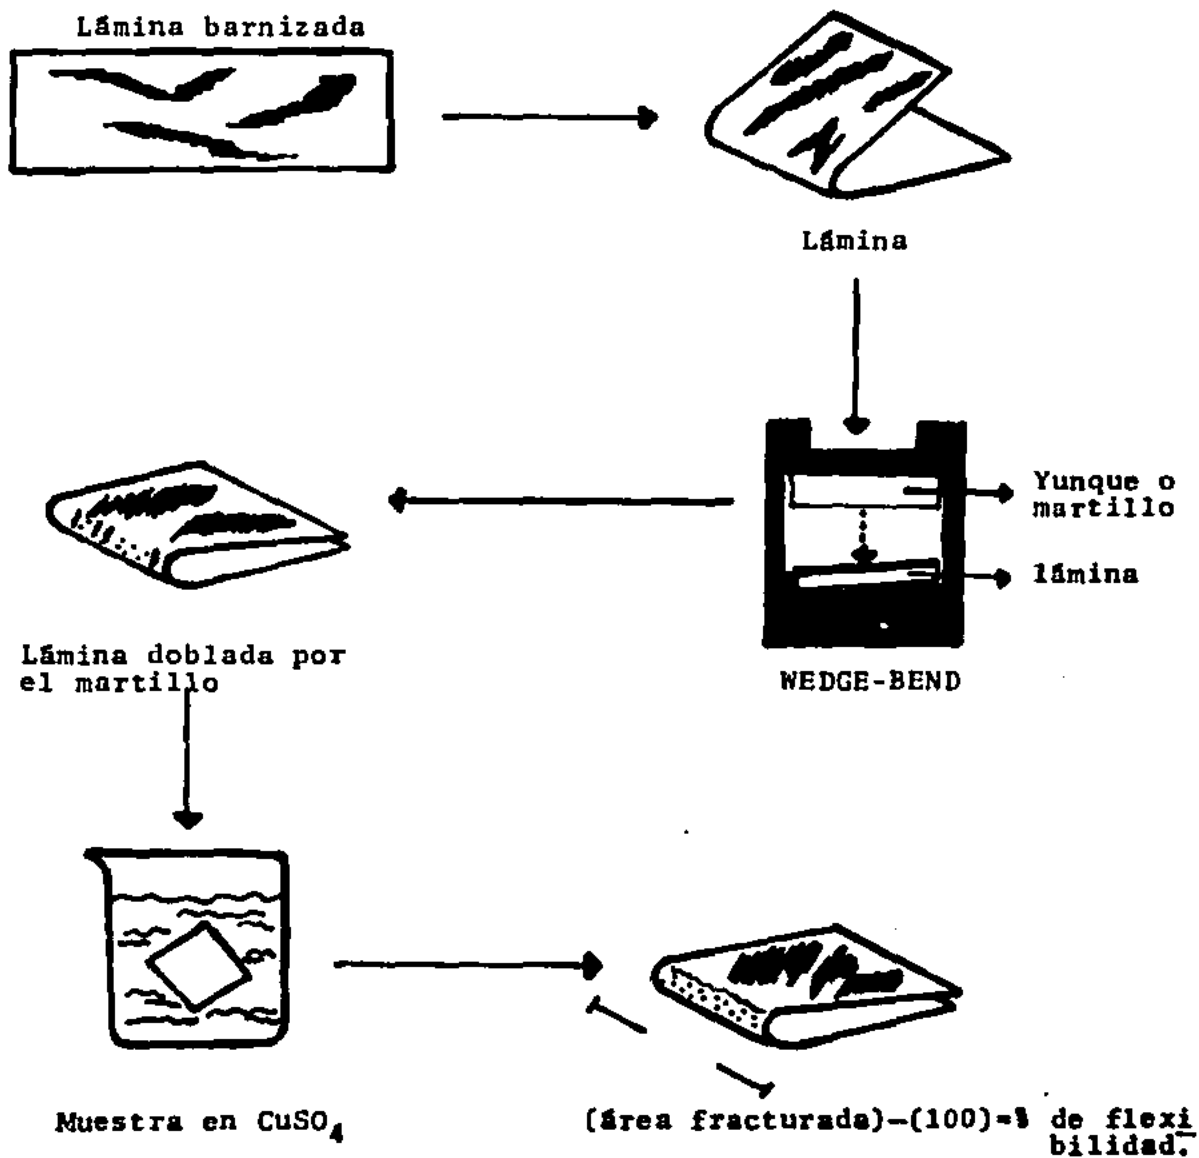 Lámina barnizada
Lámina
Yunque o
martillo
lámina
WEDGE-BEND
Lámina doblada por
el martillo
Muestra en CuSO₄
(área fracturada)-(100)=% de flexi
bilidad.